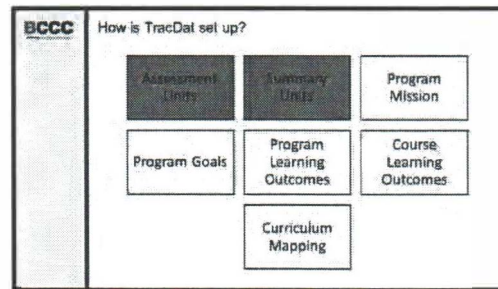 BCCC
How is TracDat set up?
Assessment
Units
Summary
Units
Program
Mission
Program Goals
Program
Learning
Outcomes
Course
Learning
Outcomes
Curriculum
Mapping